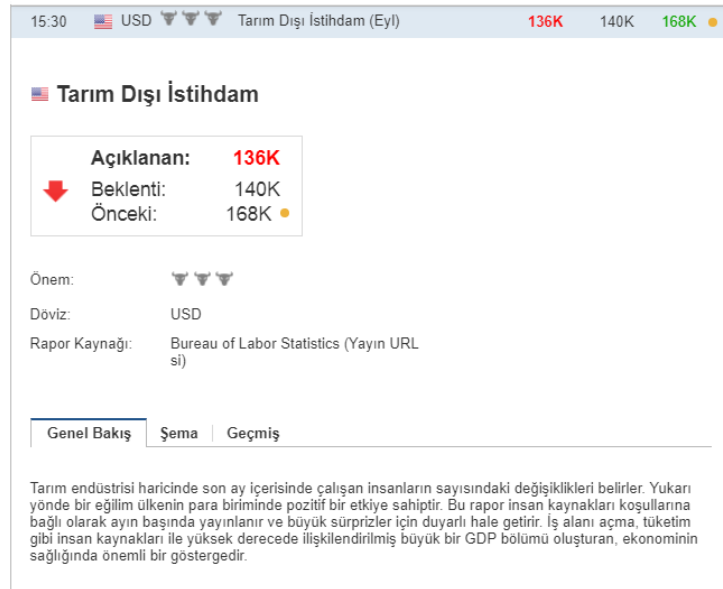 15:30 USD Tarım Dışı İstihdam (Eyl) 136K 140K 168K
Tarım Dışı İstihdam
Açıklanan: 136K
Beklenti: 140K
Önceki: 168K
Önem:
Döviz: USD
Rapor Kaynağı: Bureau of Labor Statistics (Yayın URL
si)
Genel Bakış Şema Geçmiş
Tarım endüstrisi haricinde son ay içerisinde çalışan insanların sayısındaki değişiklikleri belirler. Yukarı
yönde bir eğilim ülkenin para biriminde pozitif bir etkiye sahiptir. Bu rapor insan kaynakları koşullarına
bağlı olarak ayın başında yayınlanır ve büyük sürprizler için duyarlı hale getirir. İş alanı açma, tüketim
gibi insan kaynakları ile yüksek derecede ilişkilendirilmiş büyük bir GDP bölümü oluşturan, ekonominin
sağlığında önemli bir göstergedir.